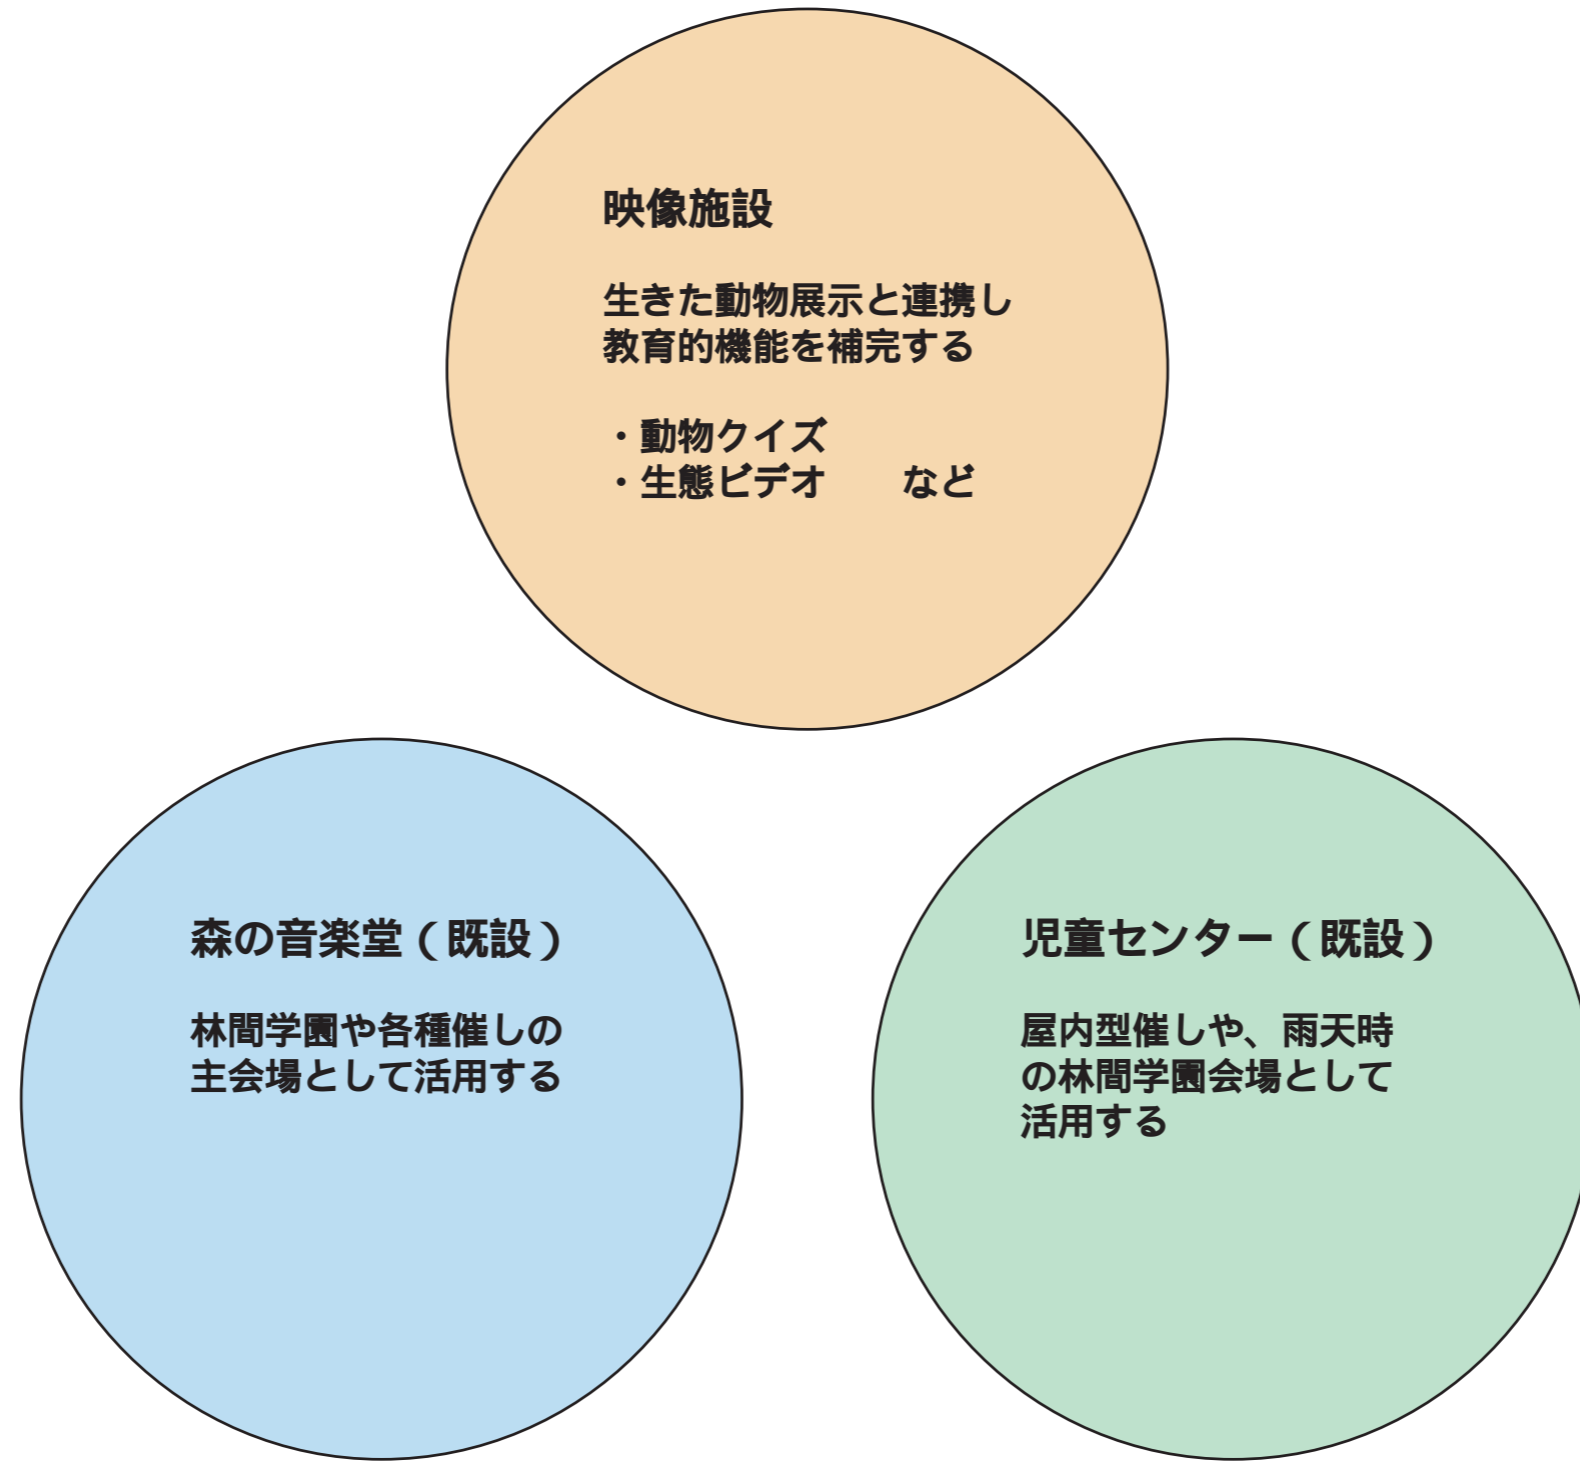 映像施設
生きた動物展示と連携し
教育的機能を補完する
・動物クイズ
・生態ビデオ　　など
森の音楽堂（既設）
林間学園や各種催しの
主会場として活用する
児童センター（既設）
屋内型催しや、雨天時
の林間学園会場として
活用する